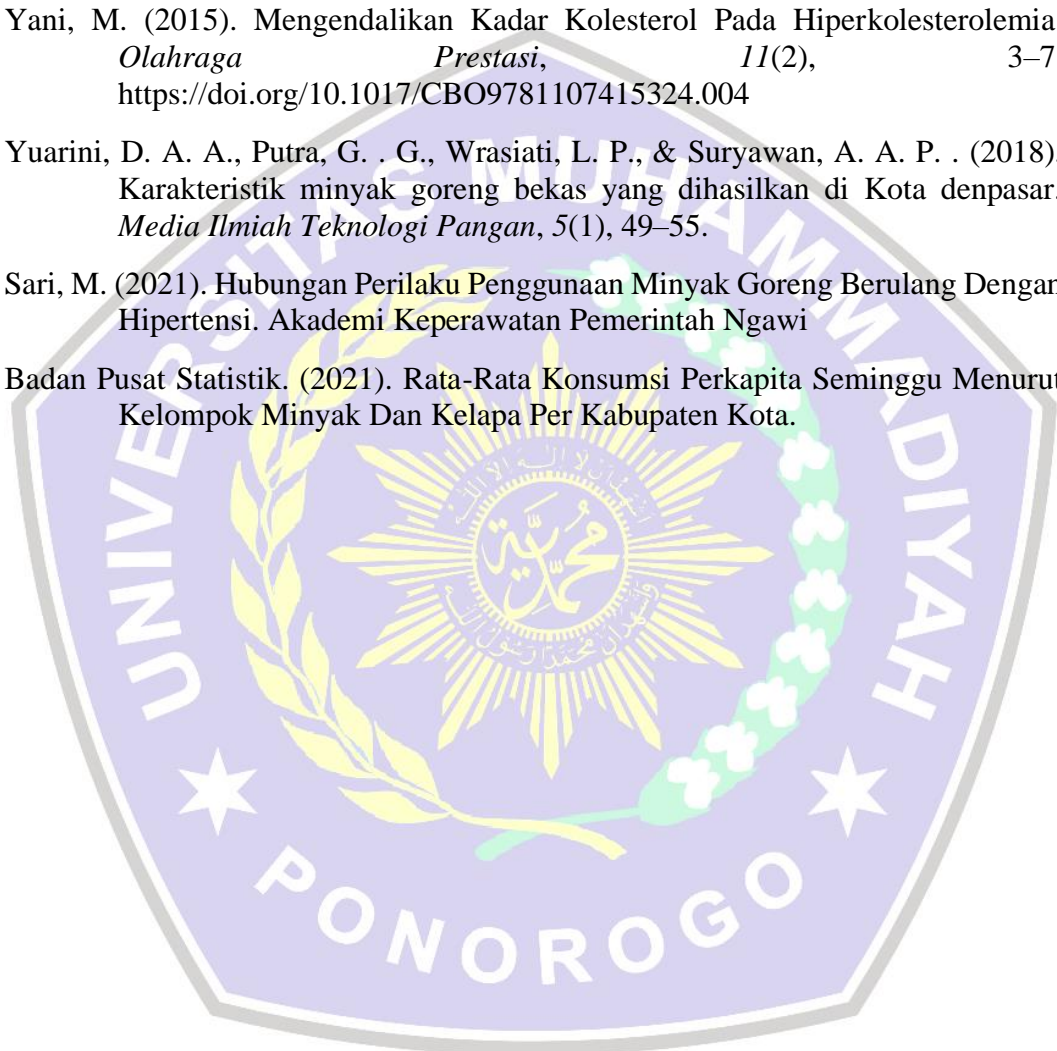 Yani, M. (2015). Mengendalikan Kadar Kolesterol Pada Hiperkolesterolemia
Olahraga Prestasi, 11(2), 3–7
https://doi.org/10.1017/CBO9781107415324.004
Yuarini, D. A. A., Putra, G. . G., Wrasiati, L. P., & Suryawan, A. A. P. . (2018).
Karakteristik minyak goreng bekas yang dihasilkan di Kota denpasar.
Media Ilmiah Teknologi Pangan, 5(1), 49–55.
Sari, M. (2021). Hubungan Perilaku Penggunaan Minyak Goreng Berulang Dengan
Hipertensi. Akademi Keperawatan Pemerintah Ngawi
Badan Pusat Statistik. (2021). Rata-Rata Konsumsi Perkapita Seminggu Menurut
Kelompok Minyak Dan Kelapa Per Kabupaten Kota.
UNIVERSITAS MUHAMMADIYAH
PONOROGO